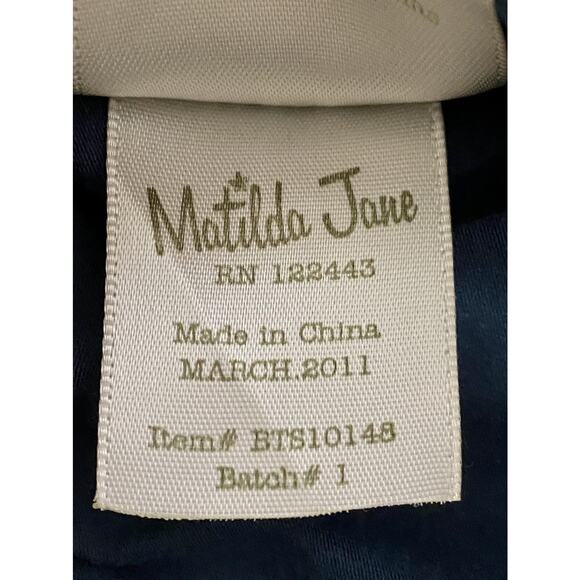 Matilda Jane
RN 122443
Made in China
MARCH.2011
Item# BTS10148
Batch# 1